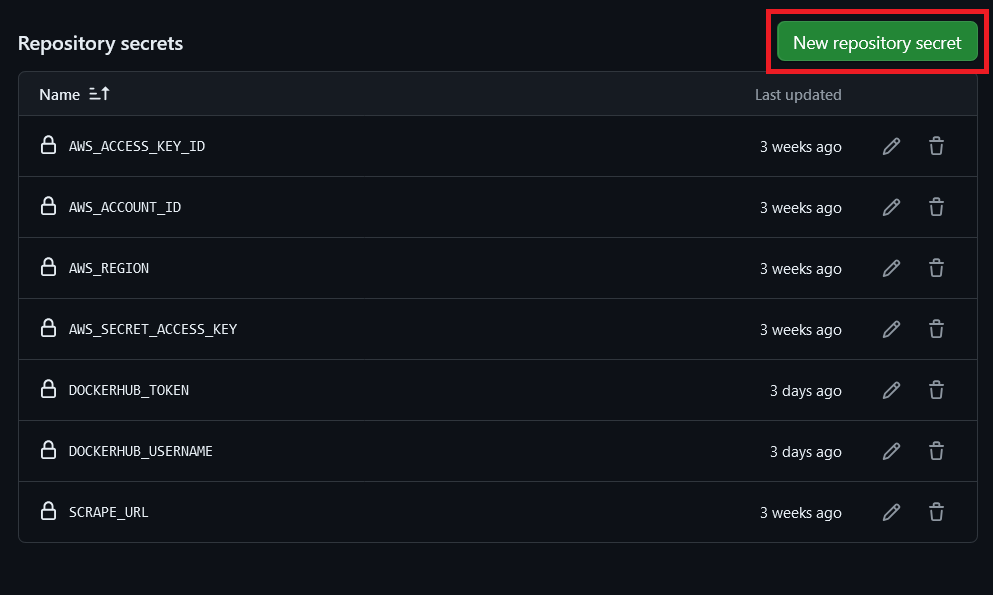 Repository secrets
New repository secret
Name Last updated
AWS_ACCESS_KEY_ID 3 weeks ago
AWS_ACCOUNT_ID 3 weeks ago
AWS_REGION 3 weeks ago
AWS_SECRET_ACCESS_KEY 3 weeks ago
DOCKERHUB_TOKEN 3 days ago
DOCKERHUB_USERNAME 3 days ago
SCRAPE_URL 3 weeks ago